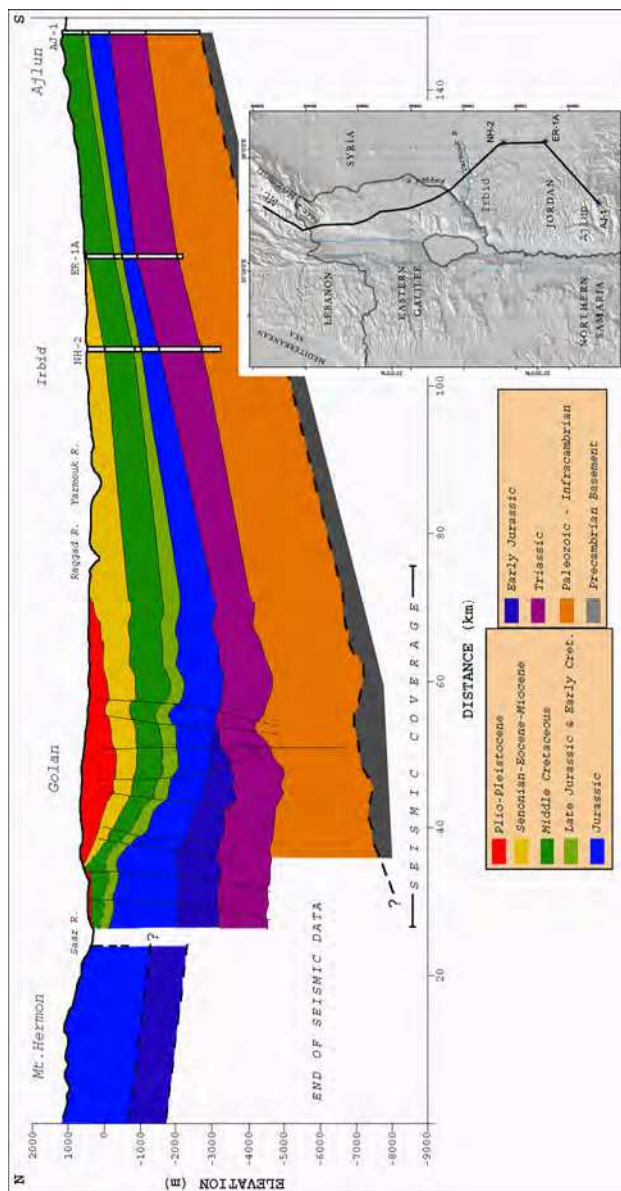 N
S
Mt.Hermon
Golan
Irbid
Ajlun
Saar R.
Raqqad R.
Yarmouk R.
NH-2
ER-1A
AJ-1
2000
1000
0
-1000
-2000
-3000
-4000
-5000
-6000
-7000
-8000
-9000
ELEVATION (m)
?
?
END OF SEISMIC DATA
SEISMIC COVERAGE
20
40
60
80
100
140
DISTANCE (km)
Plio-Pleistocene
Senonian-Eocene-Miocene
Middle Cretaceous
Late Jurassic & Early Cret.
Jurassic
Early Jurassic
Triassic
Paleozoic - Infracambrian
Precambrian Basement
MEDITERRANEAN
SEA
LEBANON
SYRIA
EASTERN
GALILEE
Mt.
Raqqad R.
Yarmouk R.
Irbid
NH-2
ER-1A
JORDAN
Ajlun
AJ-1
NORTHERN
SAMARIA